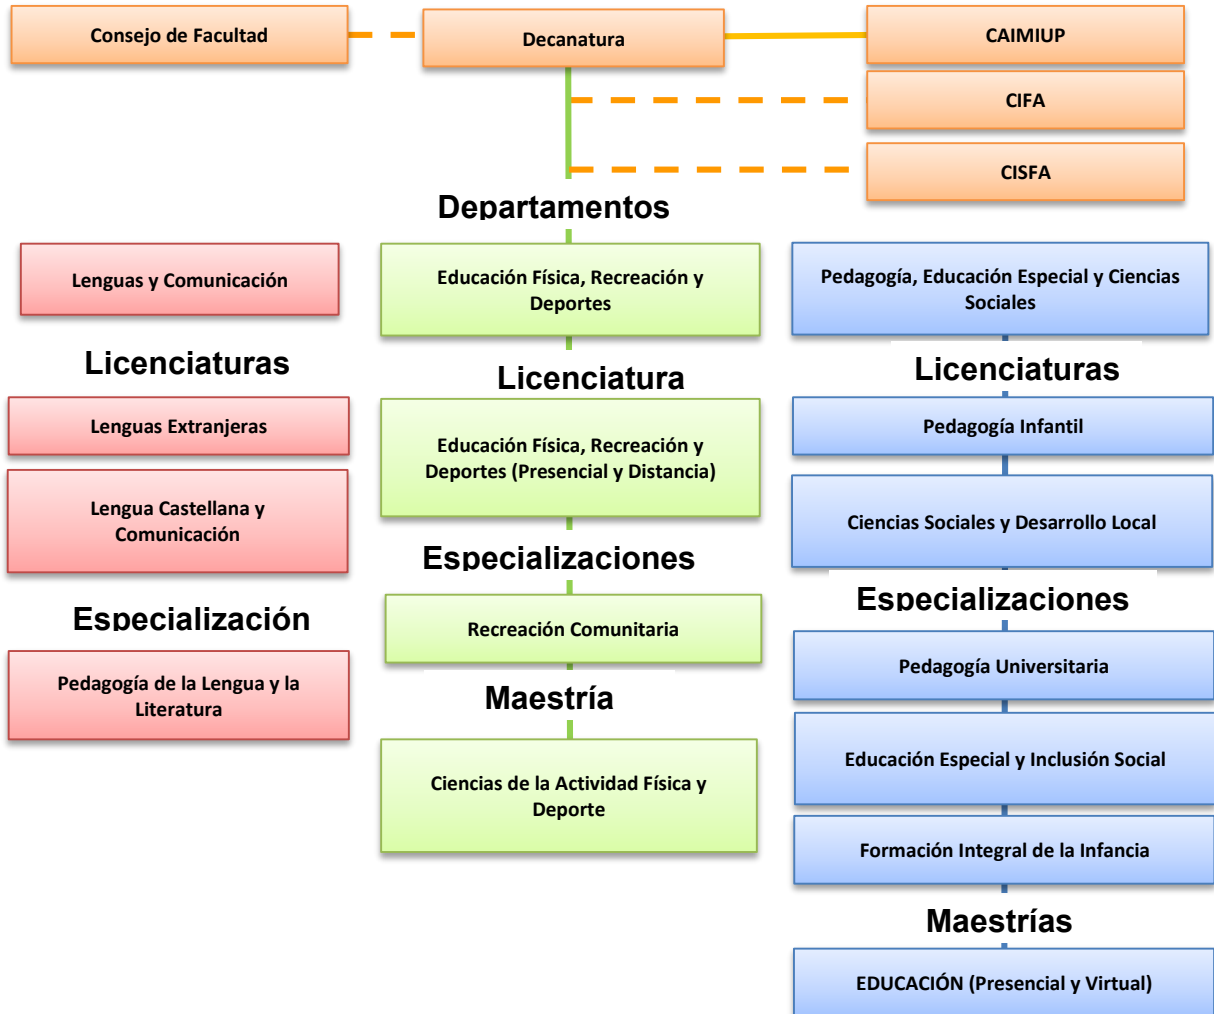 Consejo de Facultad
Decanatura
CAIMIUP
CIFA
CISFA
Departamentos
Lenguas y Comunicación
Licenciaturas
Lenguas Extranjeras
Lengua Castellana y
Comunicación
Especialización
Pedagogía de la Lengua y la
Literatura
Educación Física, Recreación y
Deportes
Licenciatura
Educación Física, Recreación y
Deportes (Presencial y Distancia)
Especializaciones
Recreación Comunitaria
Maestría
Ciencias de la Actividad Física y
Deporte
Pedagogía, Educación Especial y Ciencias
Sociales
Licenciaturas
Pedagogía Infantil
Ciencias Sociales y Desarrollo Local
Especializaciones
Pedagogía Universitaria
Educación Especial y Inclusión Social
Formación Integral de la Infancia
Maestrías
EDUCACIÓN (Presencial y Virtual)